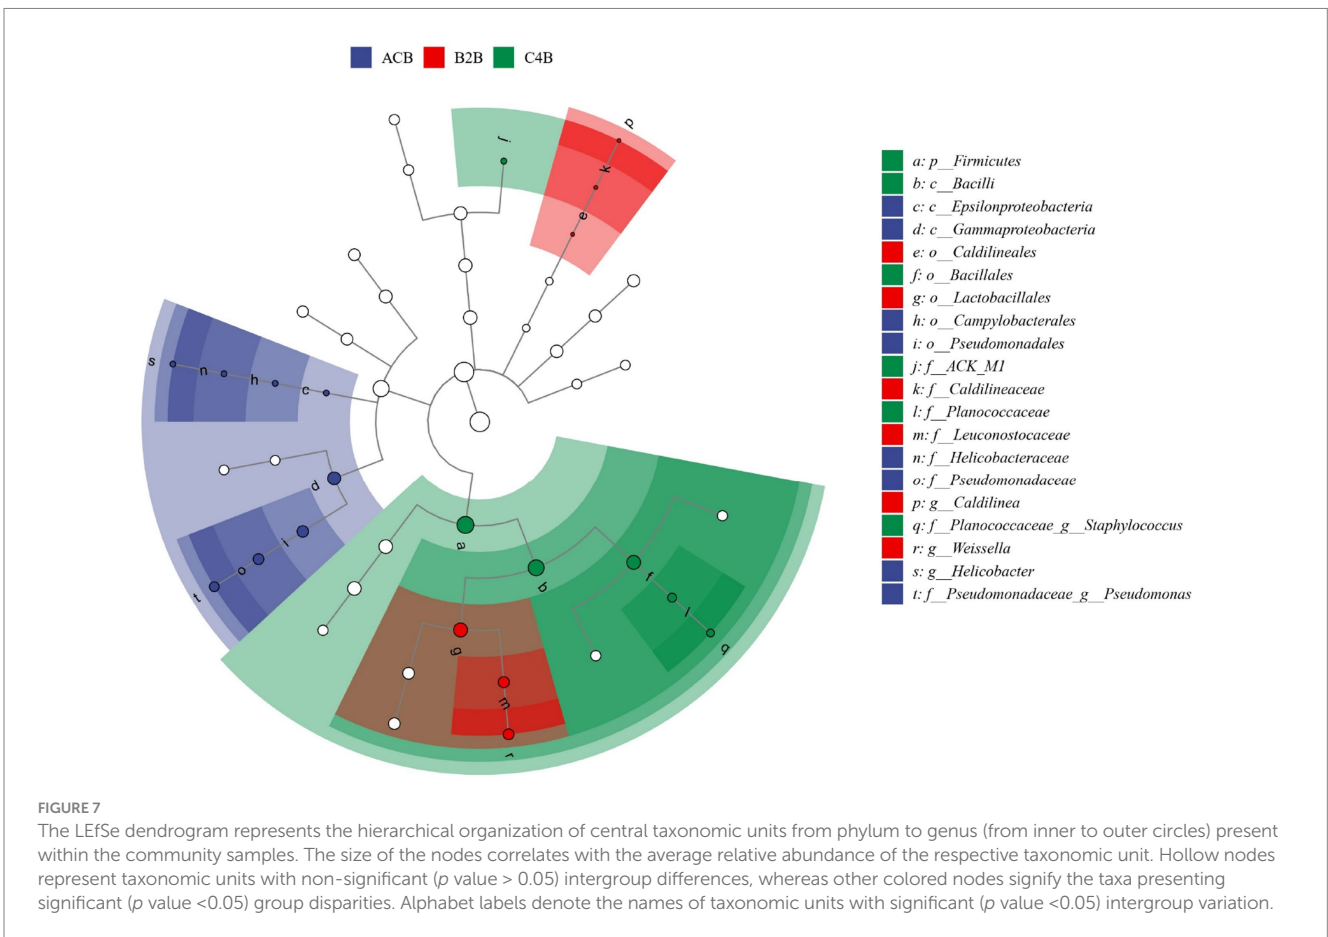 ACB B2B C4B
j
p
k
e
s
n
h
c
d
i
o
t
a
b
f
l
q
g
m
r
a: p__Firmicutes
b: c__Bacilli
c: c__Epsilonproteobacteria
d: c__Gammaproteobacteria
e: o__Caldilineales
f: o__Bacillales
g: o__Lactobacillales
h: o__Campylobacterales
i: o__Pseudomonadales
j: f__ACK_M1
k: f__Caldilineaceae
l: f__Planococcaceae
m: f__Leuconostocaceae
n: f__Helicobacteraceae
o: f__Pseudomonadaceae
p: g__Caldilinea
q: f__Planococcaceae_g__Staphylococcus
r: g__Weissella
s: g__Helicobacter
t: f__Pseudomonadaceae_g__Pseudomonas
FIGURE 7
The LEfSe dendrogram represents the hierarchical organization of central taxonomic units from phylum to genus (from inner to outer circles) present
within the community samples. The size of the nodes correlates with the average relative abundance of the respective taxonomic unit. Hollow nodes
represent taxonomic units with non-significant (p value > 0.05) intergroup differences, whereas other colored nodes signify the taxa presenting
significant (p value <0.05) group disparities. Alphabet labels denote the names of taxonomic units with significant (p value <0.05) intergroup variation.